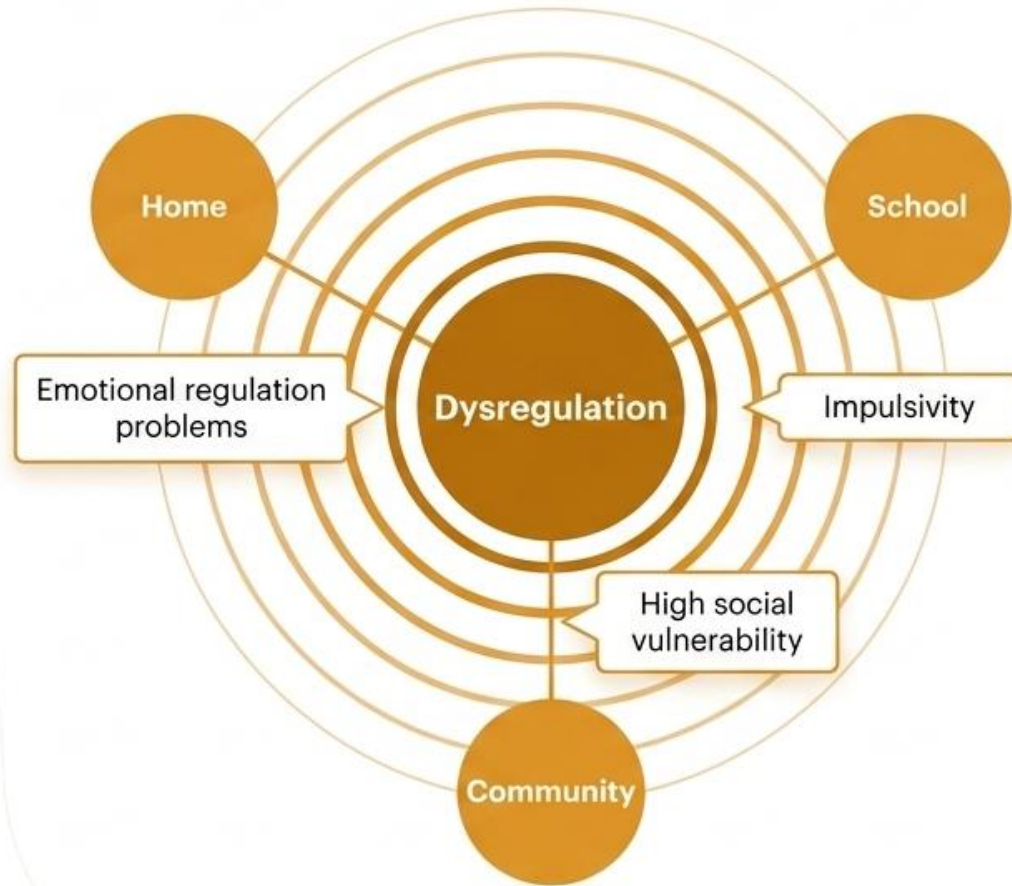 Home
School
Emotional regulation
problems
Dysregulation
Impulsivity
High social
vulnerability
Community